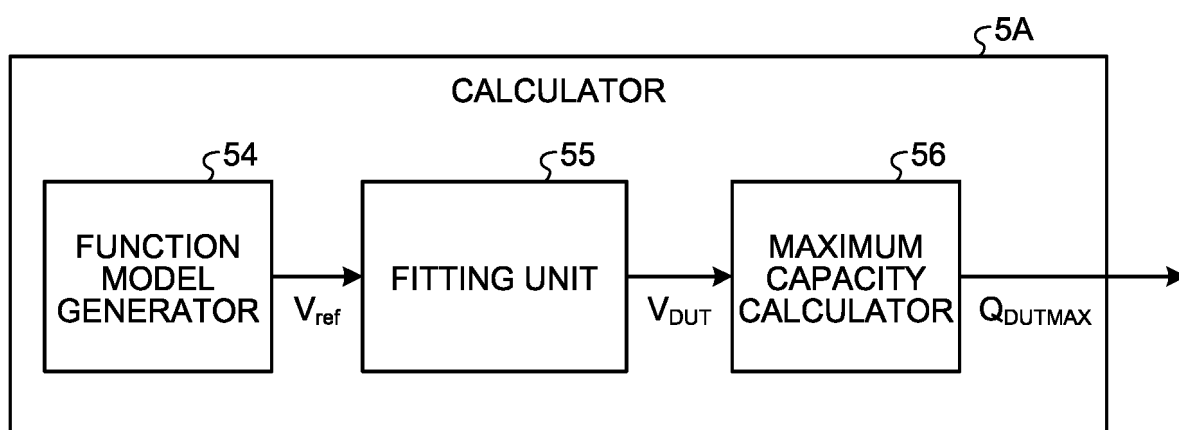 5A
CALCULATOR
54
55
56
FUNCTION
MODEL
GENERATOR
V_ref
FITTING UNIT
V_DUT
MAXIMUM
CAPACITY
CALCULATOR
Q_DUTMAX